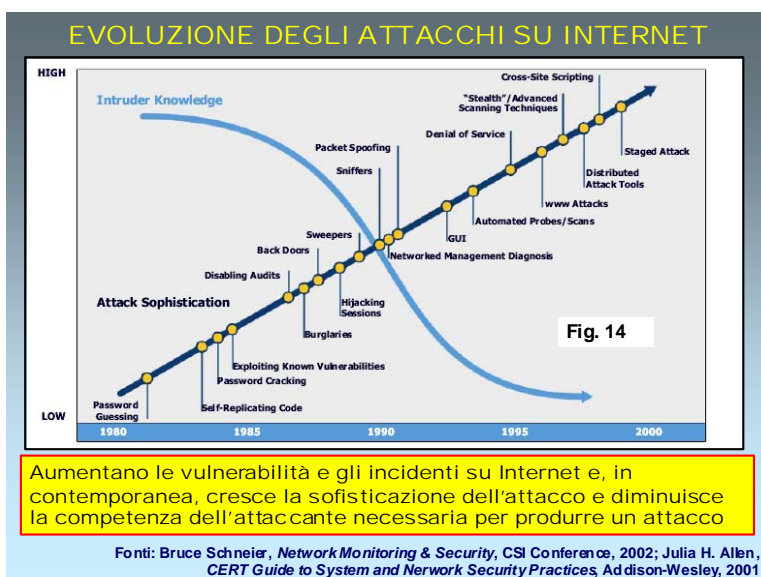 EVOLUZIONE DEGLI ATTACCHI SU INTERNET
HIGH
Intruder Knowledge
Cross-Site Scripting
"Stealth"/Advanced
Scanning Techniques
Packet Spoofing
Denial of Service
Sniffers
Staged Attack
Distributed
Attack Tools
www Attacks
Sweepers
Automated Probes/Scans
Back Doors
GUI
Networked Management Diagnosis
Disabling Audits
Attack Sophistication
Hijacking
Sessions
Burglaries
Fig. 14
Exploiting Known Vulnerabilities
Password Cracking
Password
Guessing
Self-Replicating Code
LOW
1980 1985 1990 1995 2000
Aumentano le vulnerabilità e gli incidenti su Internet e, in
contemporanea, cresce la sofisticazione dell'attacco e diminuisce
la competenza dell'attaccante necessaria per produrre un attacco
Fonti: Bruce Schneier, Network Monitoring & Security, CSI Conference, 2002; Julia H. Allen,
CERT Guide to System and Nerwork Security Practices, Addison-Wesley, 2001